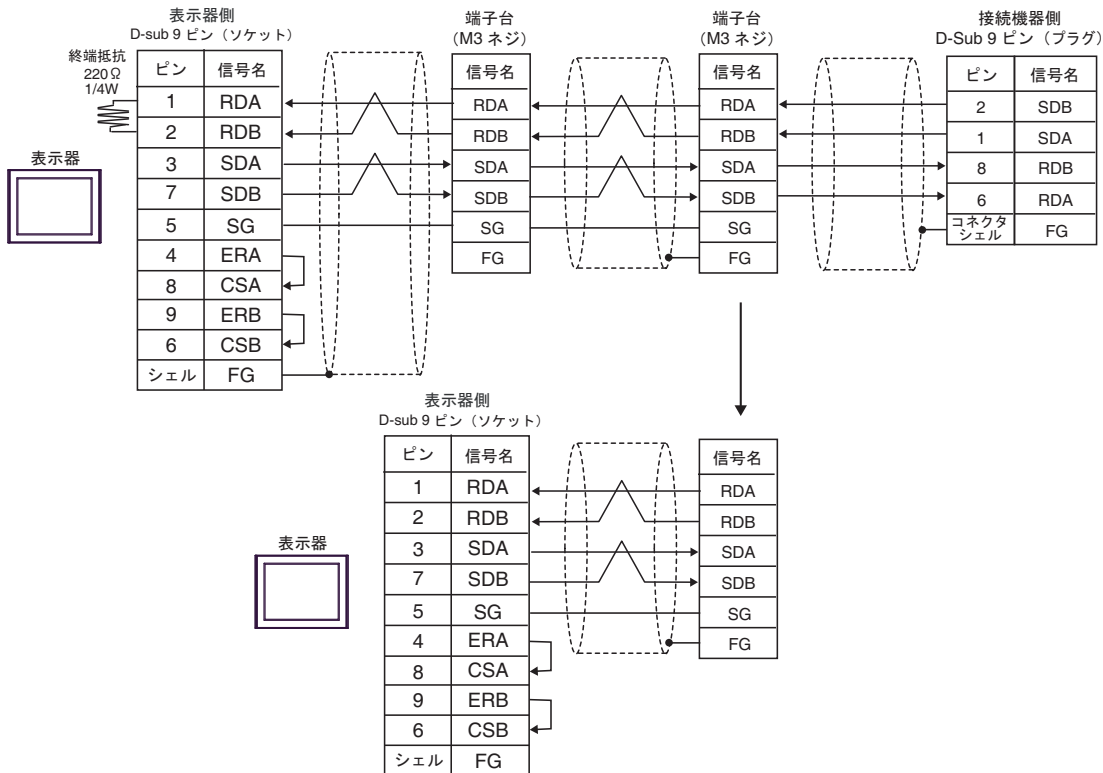 表示器側
D-sub 9 ピン（ソケット）
終端抵抗
220Ω
1/4W
表示器
ピン 信号名
1 RDA
2 RDB
3 SDA
7 SDB
5 SG
4 ERA
8 CSA
9 ERB
6 CSB
シェル FG
端子台
（M3 ネジ）
信号名
RDA
RDB
SDA
SDB
SG
FG
端子台
（M3 ネジ）
信号名
RDA
RDB
SDA
SDB
SG
FG
接続機器側
D-Sub 9 ピン（プラグ）
ピン 信号名
2 SDB
1 SDA
8 RDB
6 RDA
コネクタ
シェル FG
表示器側
D-sub 9 ピン（ソケット）
表示器
ピン 信号名
1 RDA
2 RDB
3 SDA
7 SDB
5 SG
4 ERA
8 CSA
9 ERB
6 CSB
シェル FG
信号名
RDA
RDB
SDA
SDB
SG
FG